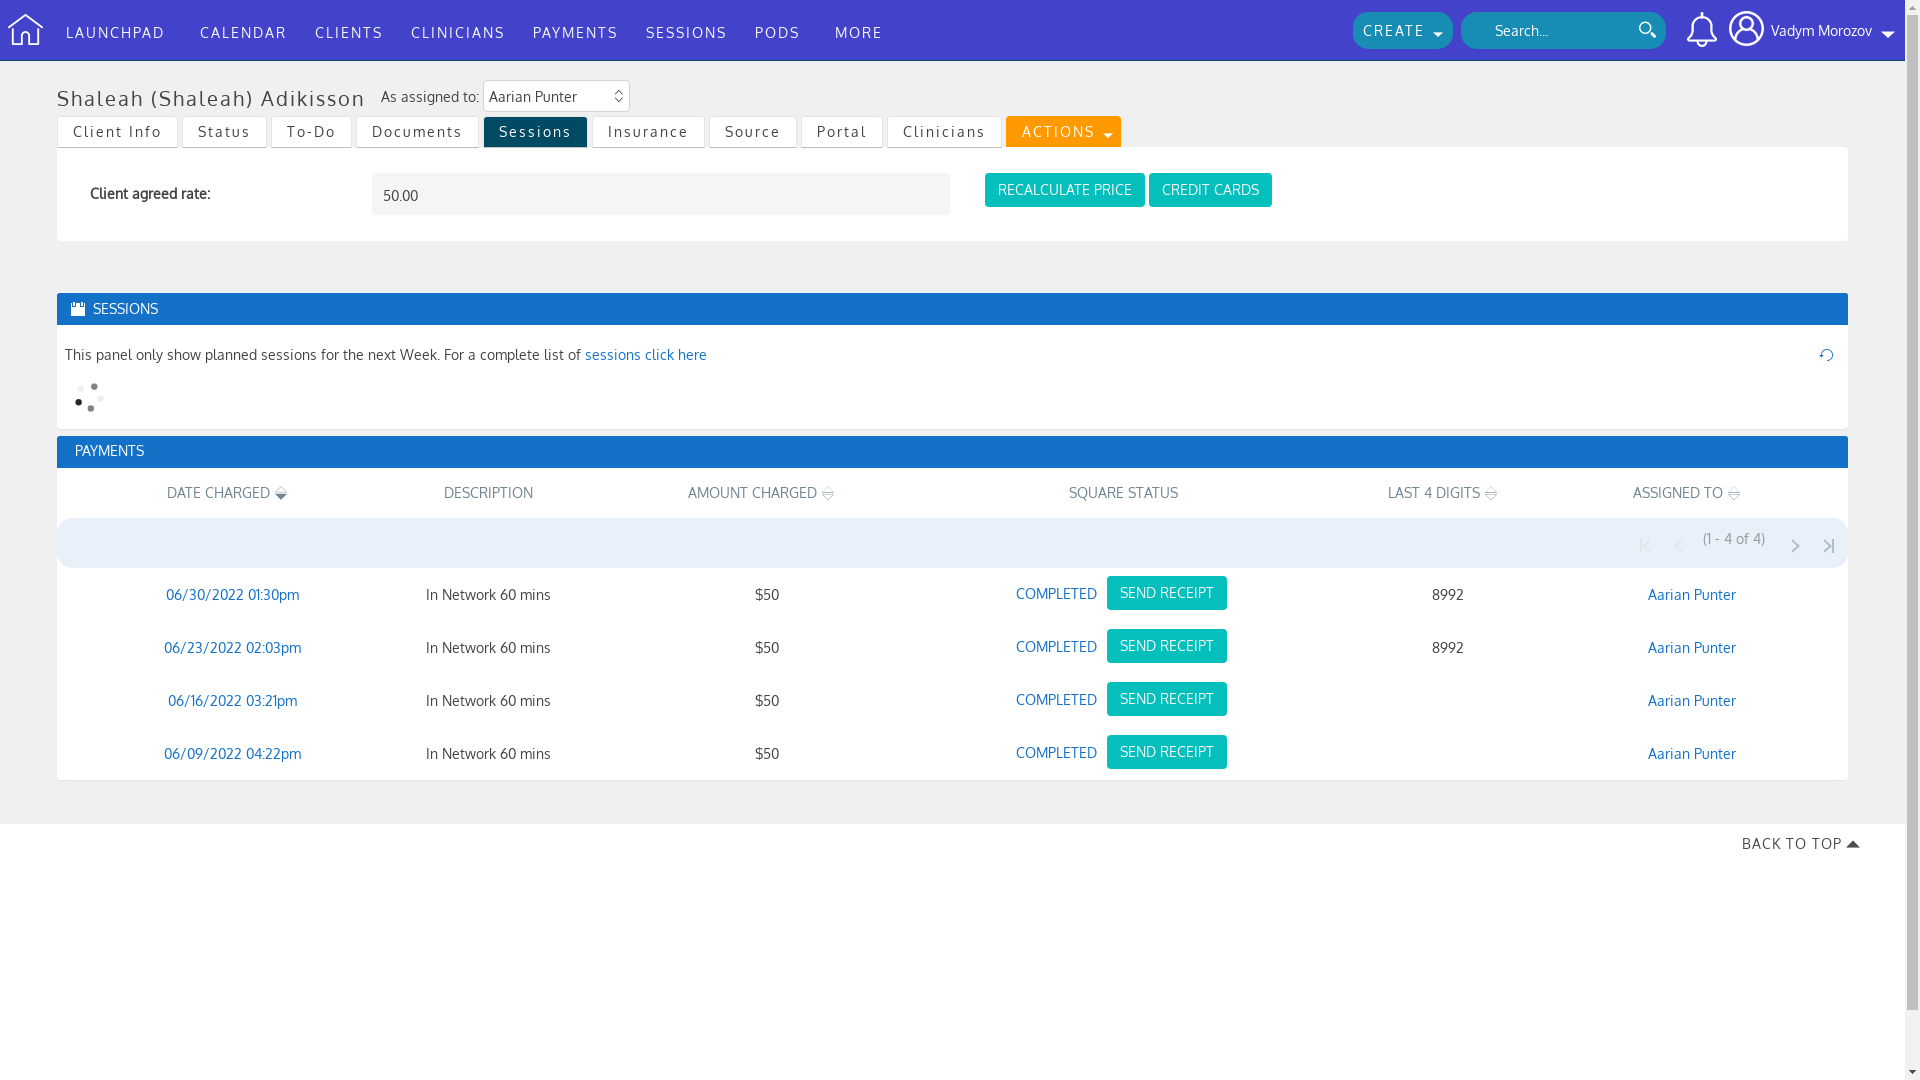 LAUNCHPAD CALENDAR CLIENTS CLINICIANS PAYMENTS SESSIONS PODS MORE CREATE Search... Vadym Morozov
Shaleah (Shaleah) Adikisson As assigned to: Aarian Punter
Client Info Status To-Do Documents Sessions Insurance Source Portal Clinicians ACTIONS
Client agreed rate: 50.00 RECALCULATE PRICE CREDIT CARDS
SESSIONS
This panel only show planned sessions for the next Week. For a complete list of sessions click here
PAYMENTS
DATE CHARGED DESCRIPTION AMOUNT CHARGED SQUARE STATUS LAST 4 DIGITS ASSIGNED TO
(1 - 4 of 4)
06/30/2022 01:30pm In Network 60 mins $50 COMPLETED SEND RECEIPT 8992 Aarian Punter
06/23/2022 02:03pm In Network 60 mins $50 COMPLETED SEND RECEIPT 8992 Aarian Punter
06/16/2022 03:21pm In Network 60 mins $50 COMPLETED SEND RECEIPT Aarian Punter
06/09/2022 04:22pm In Network 60 mins $50 COMPLETED SEND RECEIPT Aarian Punter
BACK TO TOP